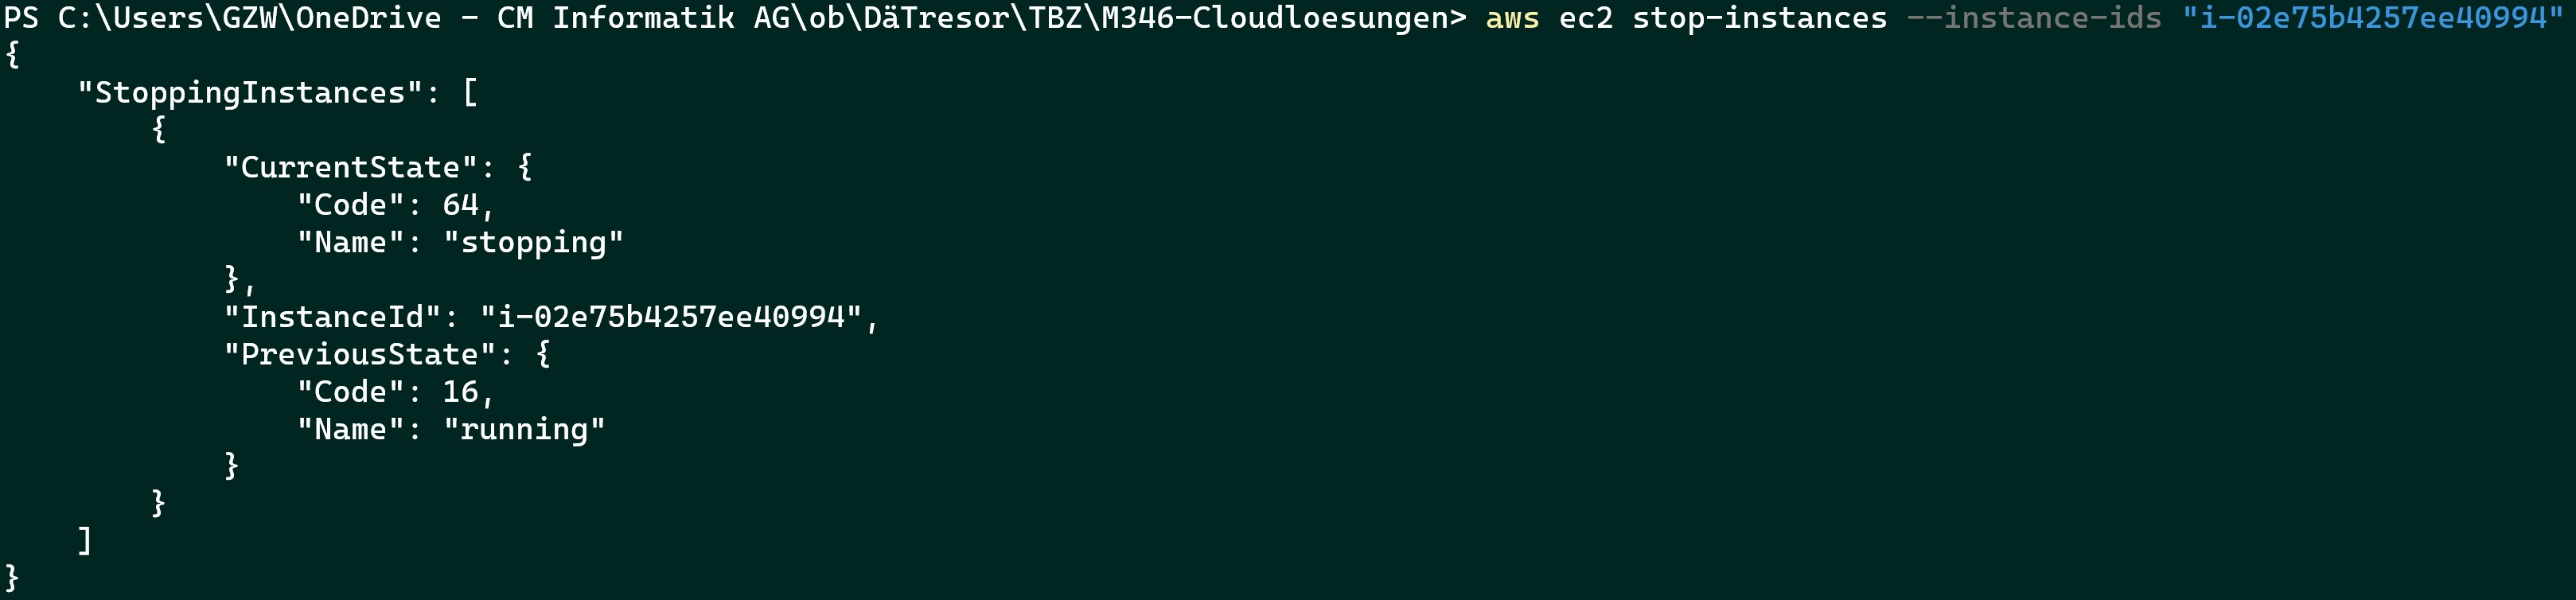 PS C:\Users\GZW\OneDrive - CM Informatik AG\ob\DäTresor\TBZ\M346-Cloudloesungen> aws ec2 stop-instances --instance-ids "i-02e75b4257ee40994"
{
    "StoppingInstances": [
        {
            "CurrentState": {
                "Code": 64,
                "Name": "stopping"
            },
            "InstanceId": "i-02e75b4257ee40994",
            "PreviousState": {
                "Code": 16,
                "Name": "running"
            }
        }
    ]
}